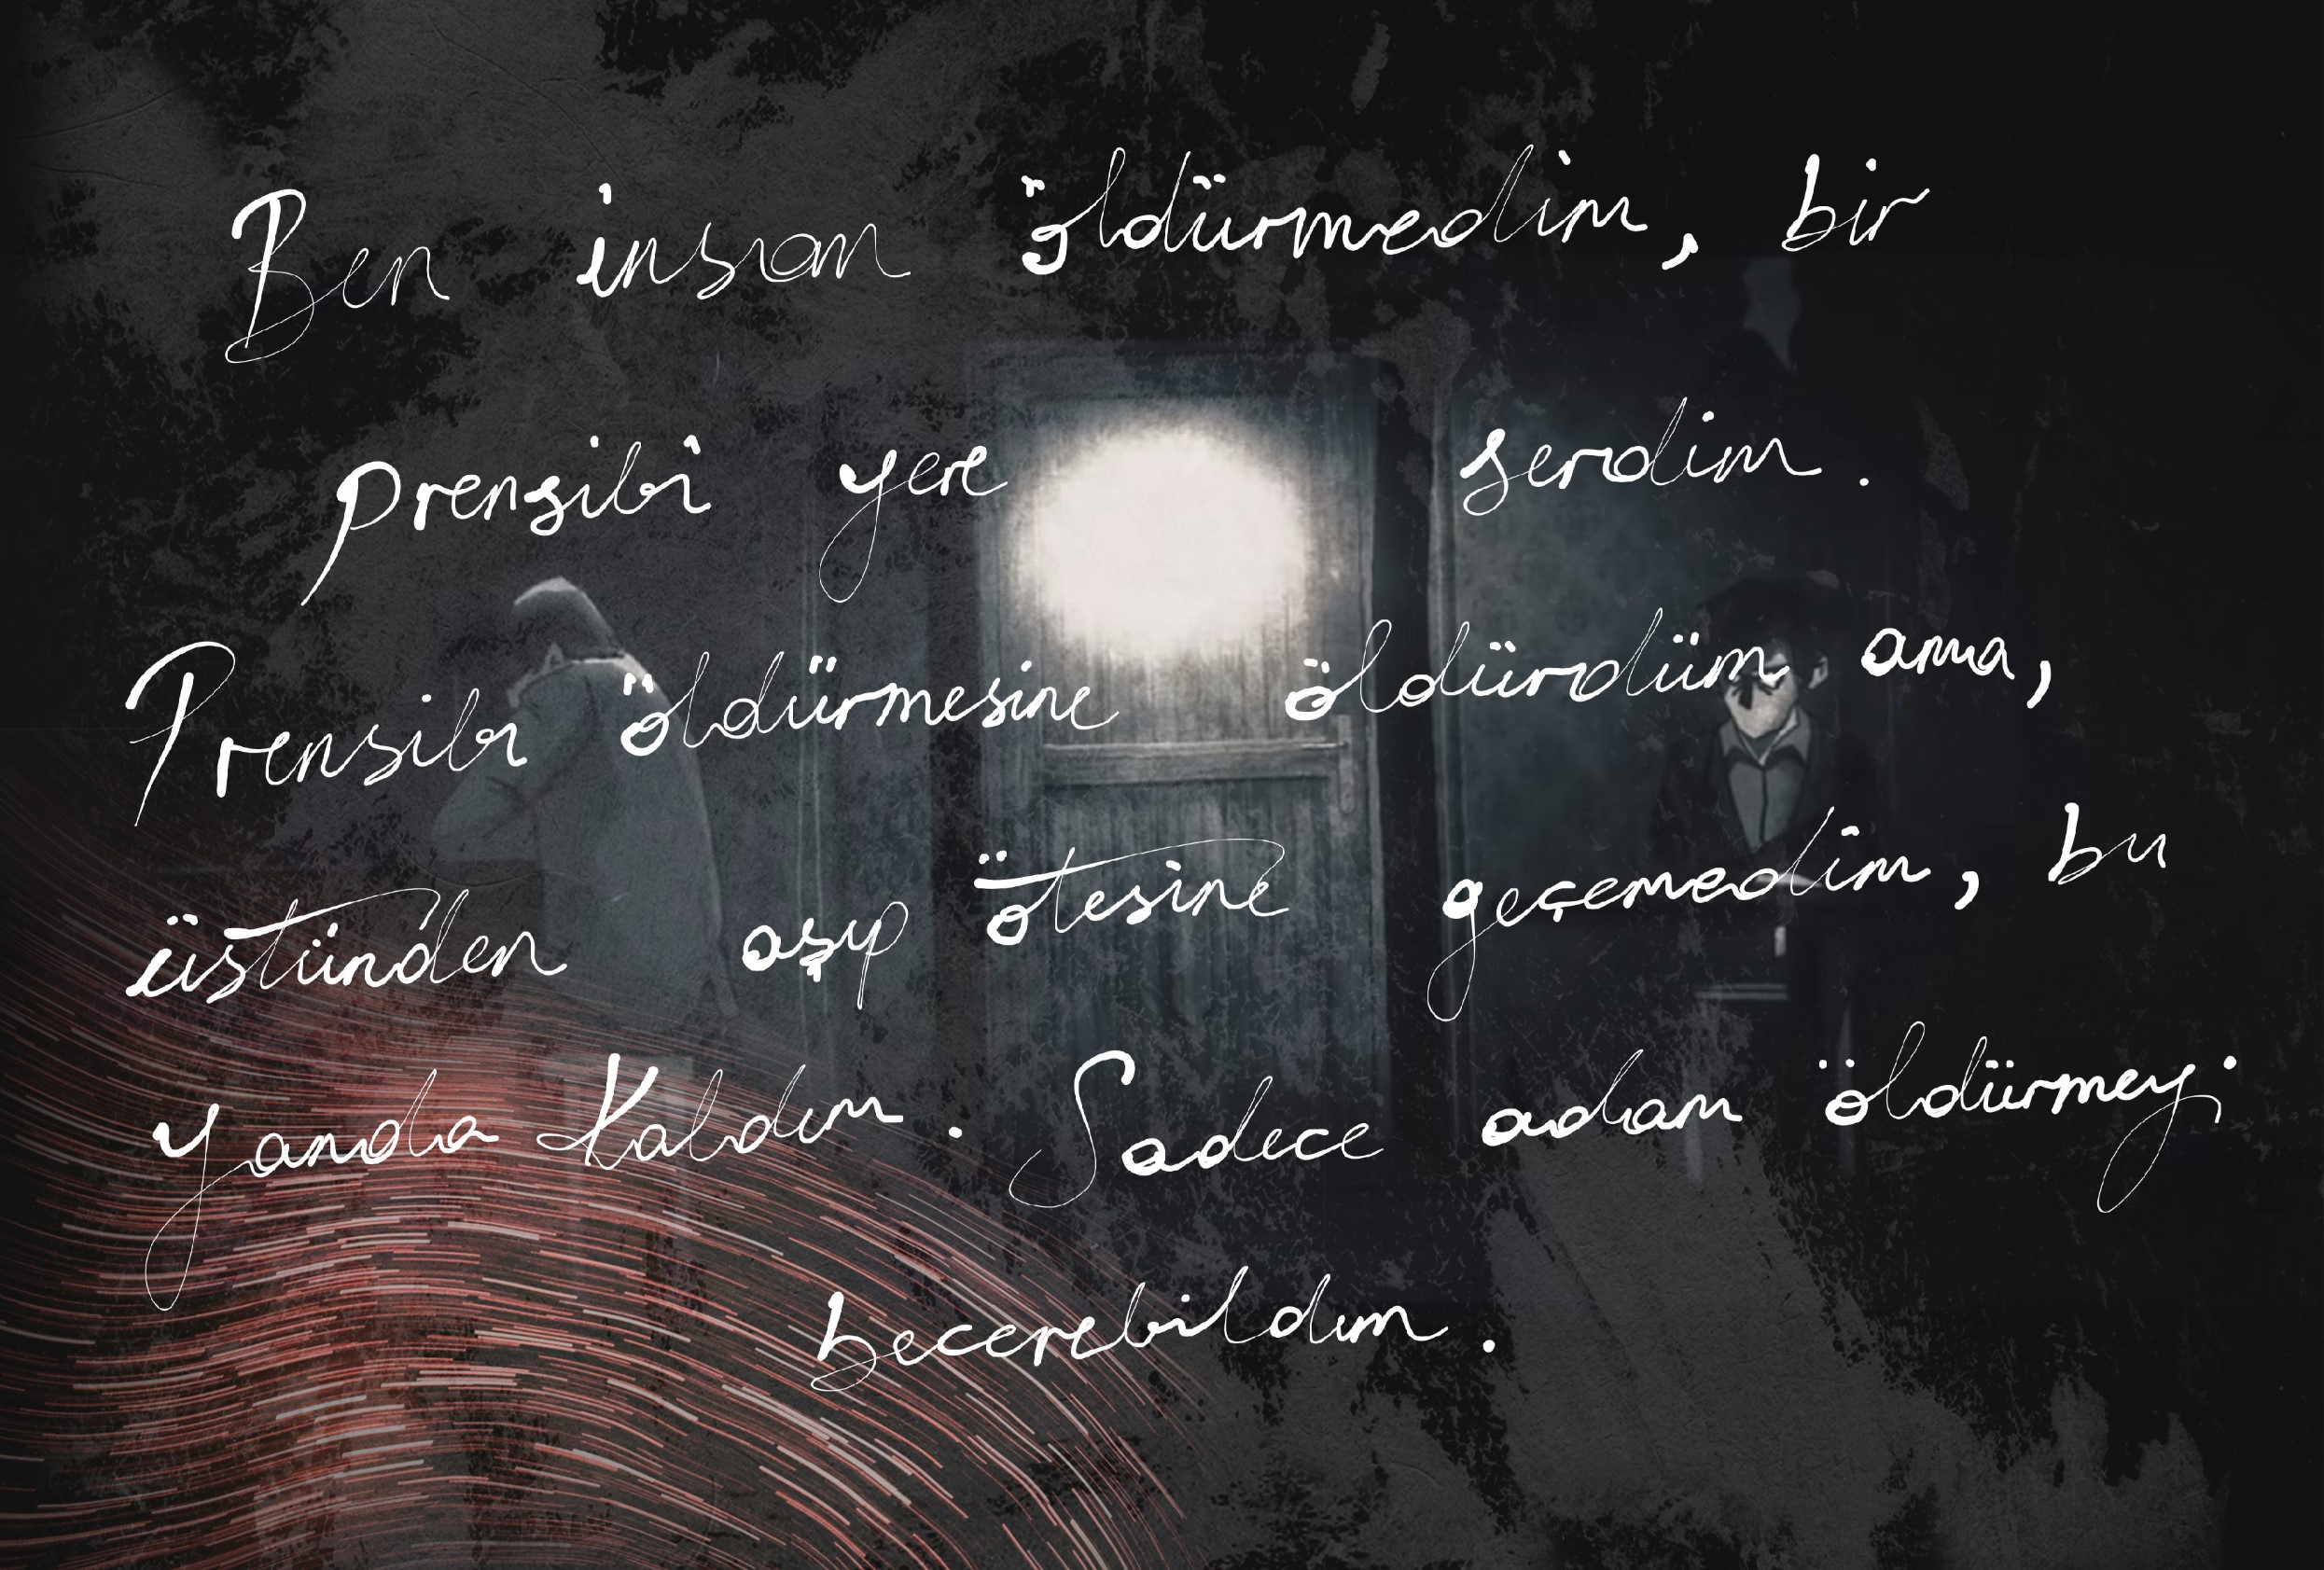 Ben insan öldürmedim, bir
prensibi yere serdim.
Prensibi öldürmesine öldürdüm ama,
üstünden aşıp ötesine geçemedim, bu
yanda kaldım. Sadece adam öldürmeyi
becerebildim.